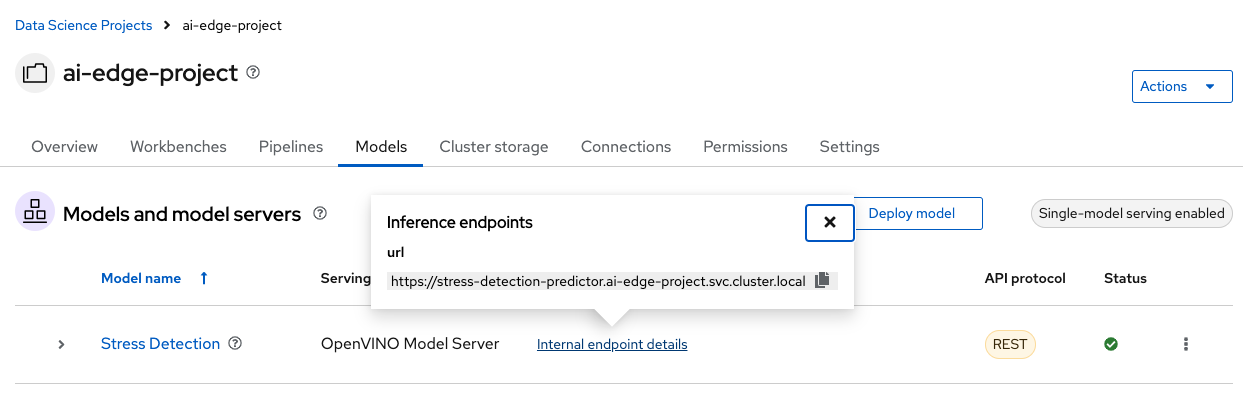 Data Science Projects > ai-edge-project
ai-edge-project
Actions
Overview Workbenches Pipelines Models Cluster storage Connections Permissions Settings
Models and model servers
Deploy model
Single-model serving enabled
Inference endpoints
url
https://stress-detection-predictor.ai-edge-project.svc.cluster.local
Model name Serving API protocol Status
Stress Detection OpenVINO Model Server Internal endpoint details REST